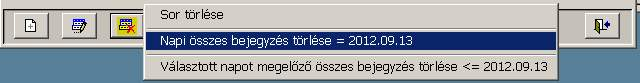 Sor törlése
Napi összes bejegyzés törlése = 2012.09.13
Választott napot megelőző összes bejegyzés törlése <= 2012.09.13